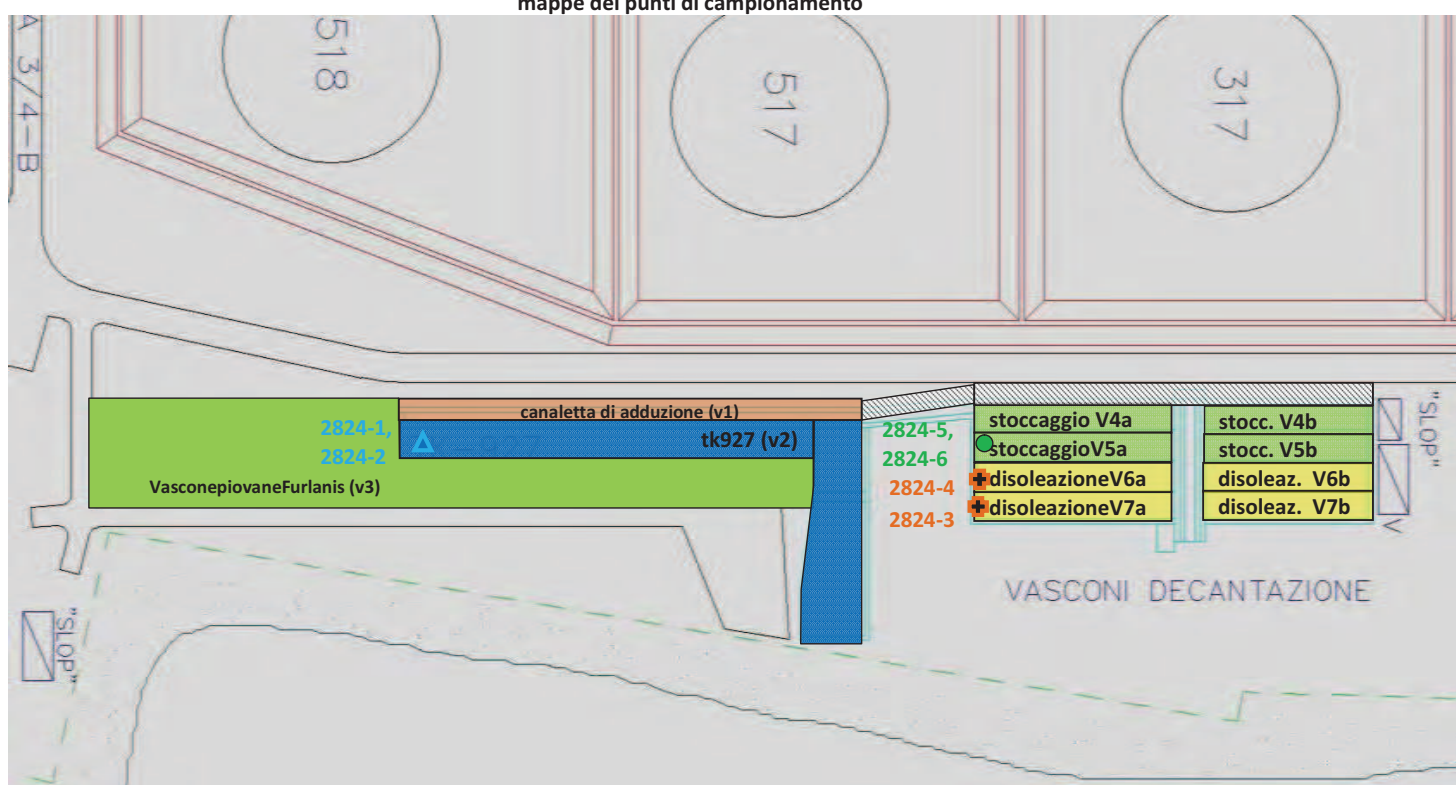 mappe dei punti di campionamento
A 3/4-B
518
517
317
canaletta di adduzione (v1)
2824-1,
2824-2
tk927 (v2)
VasconepiovaneFurlanis (v3)
2824-5,
2824-6
2824-4
2824-3
stoccaggio V4a
stoccaggioV5a
disoleazioneV6a
disoleazioneV7a
stocc. V4b
stocc. V5b
disoleaz. V6b
disoleaz. V7b
"SLOP"
V
VASCONI DECANTAZIONE
"SLOP"